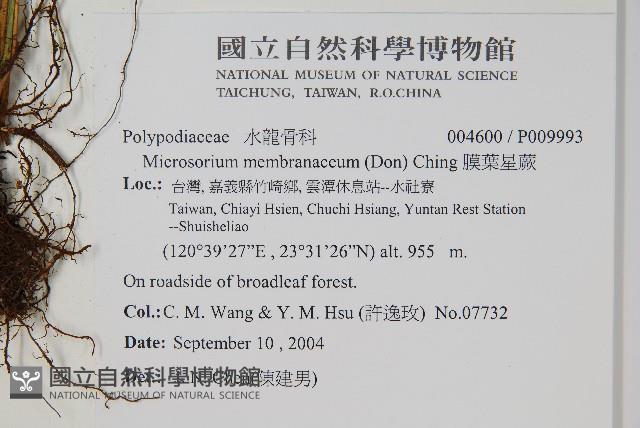 國立自然科學博物館
NATIONAL MUSEUM OF NATURAL SCIENCE
TAICHUNG, TAIWAN, R.O.CHINA
Polypodiaceae 水龍骨科 004600 / P009993
Microsorium membranaceum (Don) Ching 膜葉星蕨
Loc.: 台灣, 嘉義縣竹崎鄉, 雲潭休息站--水社寮
Taiwan, Chiayi Hsien, Chuchi Hsiang, Yuntan Rest Station
--Shuisheliao
(120°39’27”E , 23°31’26”N) alt. 955 m.
On roadside of broadleaf forest.
Col.: C. M. Wang & Y. M. Hsu (許逸玫) No.07732
Date: September 10 , 2004
陳建男)
國立自然科學博物館
NATIONAL MUSEUM OF NATURAL SCIENCE